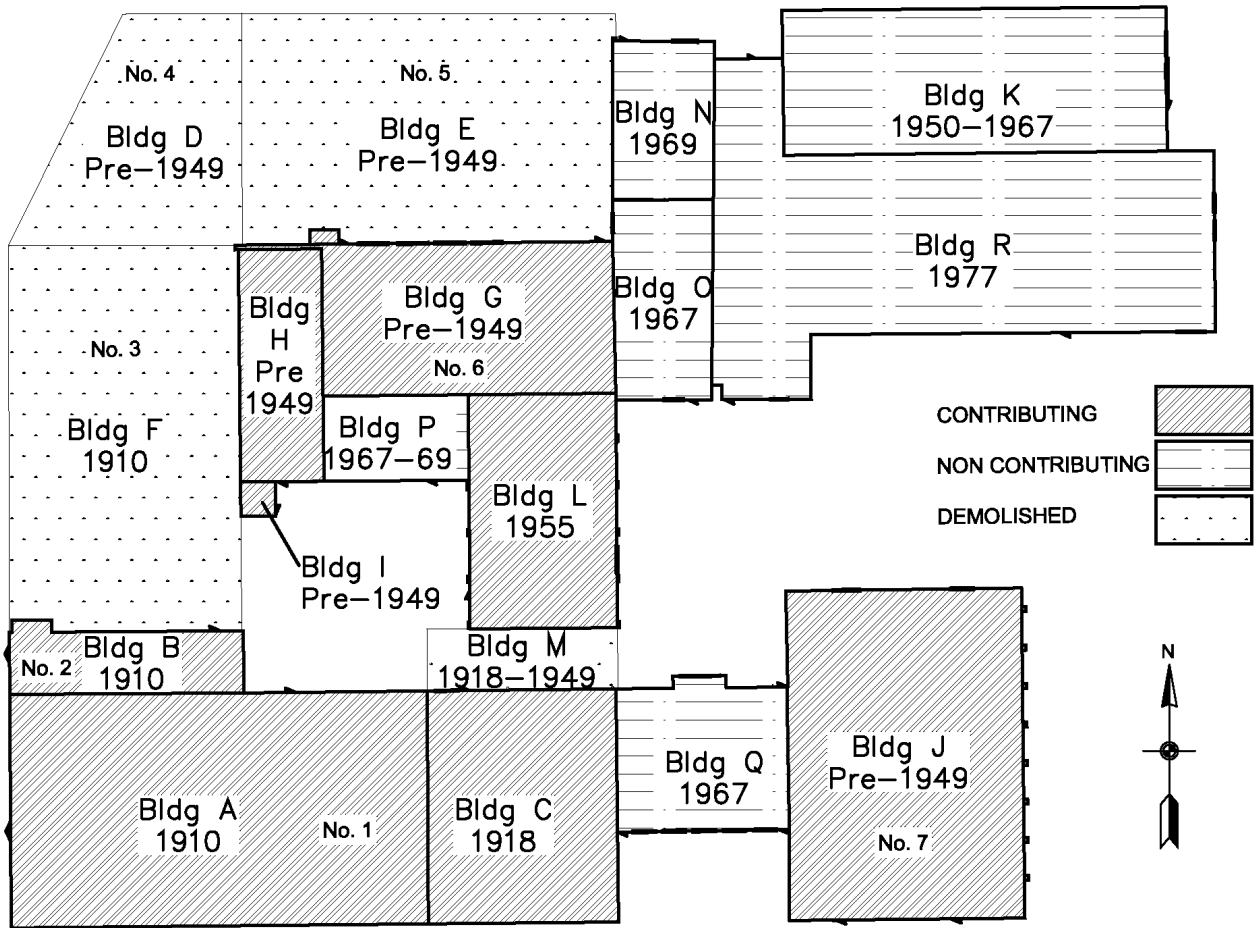 No. 4
Bldg D
Pre-1949
No. 5
Bldg E
Pre-1949
Bldg N
1969
Bldg K
1950-1967
Bldg R
1977
Bldg O
1967
Bldg G
Pre-1949
No. 6
Bldg
H
Pre
1949
No. 3
Bldg F
1910
Bldg P
1967-69
Bldg L
1955
Bldg I
Pre-1949
CONTRIBUTING
NON CONTRIBUTING
DEMOLISHED
No. 2
Bldg B
1910
Bldg M
1918-1949
Bldg A
1910
No. 1
Bldg C
1918
Bldg Q
1967
Bldg J
Pre-1949
No. 7
N